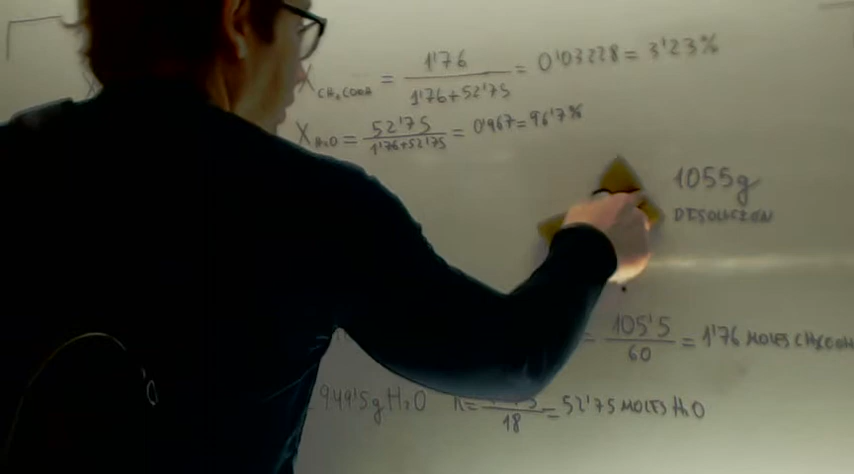 X CH₃COOH = 1'76 / 1'76+52'75 = 0'03228 = 3'23%
X H₂O = 52'75 / 1'76+52'75 = 0'967 = 96'7%
1055g
DISOLUCIÓN
= 105'5 / 60 = 1'76 MOLES CH₃COOH
949'5g H₂O n = / 18 = 52'75 MOLES H₂O